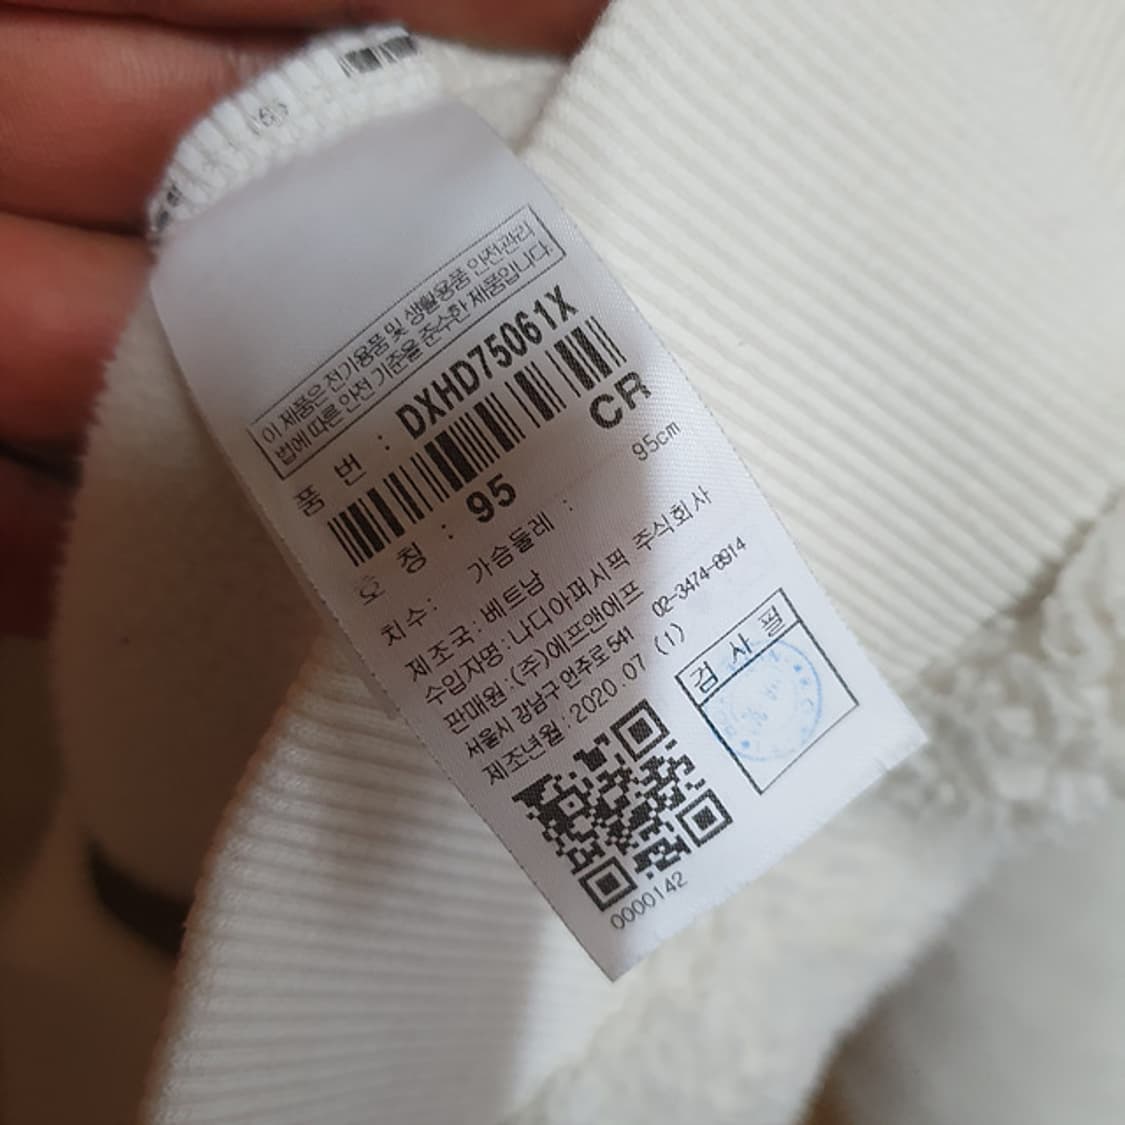 이 제품은 전기용품 및 생활용품 안전관리
법에 따른 안전 기준을 준수한 제품입니다.
품 번 : DXHD75061X
CR
호 칭 : 95
치수: 가슴둘레 : 95cm
제조국: 베트남
수입자명: 나디아퍼시픽 주식회사
판매원:(주)에프앤에프
서울시 강남구 언주로 541 02-3474-8914
제조년월: 2020.07 (1)
검 사 필
0000142